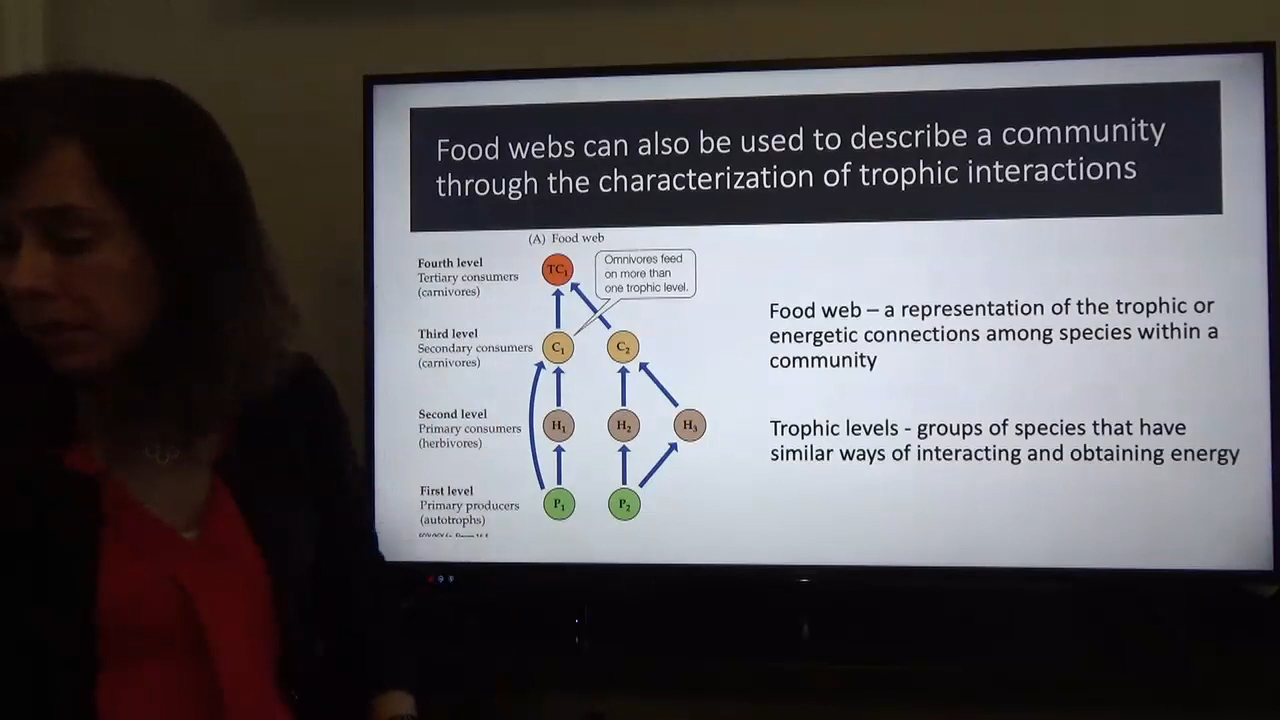 Food webs can also be used to describe a community
through the characterization of trophic interactions
(A) Food web
Fourth level
Tertiary consumers
(carnivores)
TC1
Omnivores feed
on more than
one trophic level.
Third level
Secondary consumers
(carnivores)
C1
C2
Second level
Primary consumers
(herbivores)
H1
H2
H3
First level
Primary producers
(autotrophs)
P1
P2
Food web – a representation of the trophic or
energetic connections among species within a
community
Trophic levels - groups of species that have
similar ways of interacting and obtaining energy